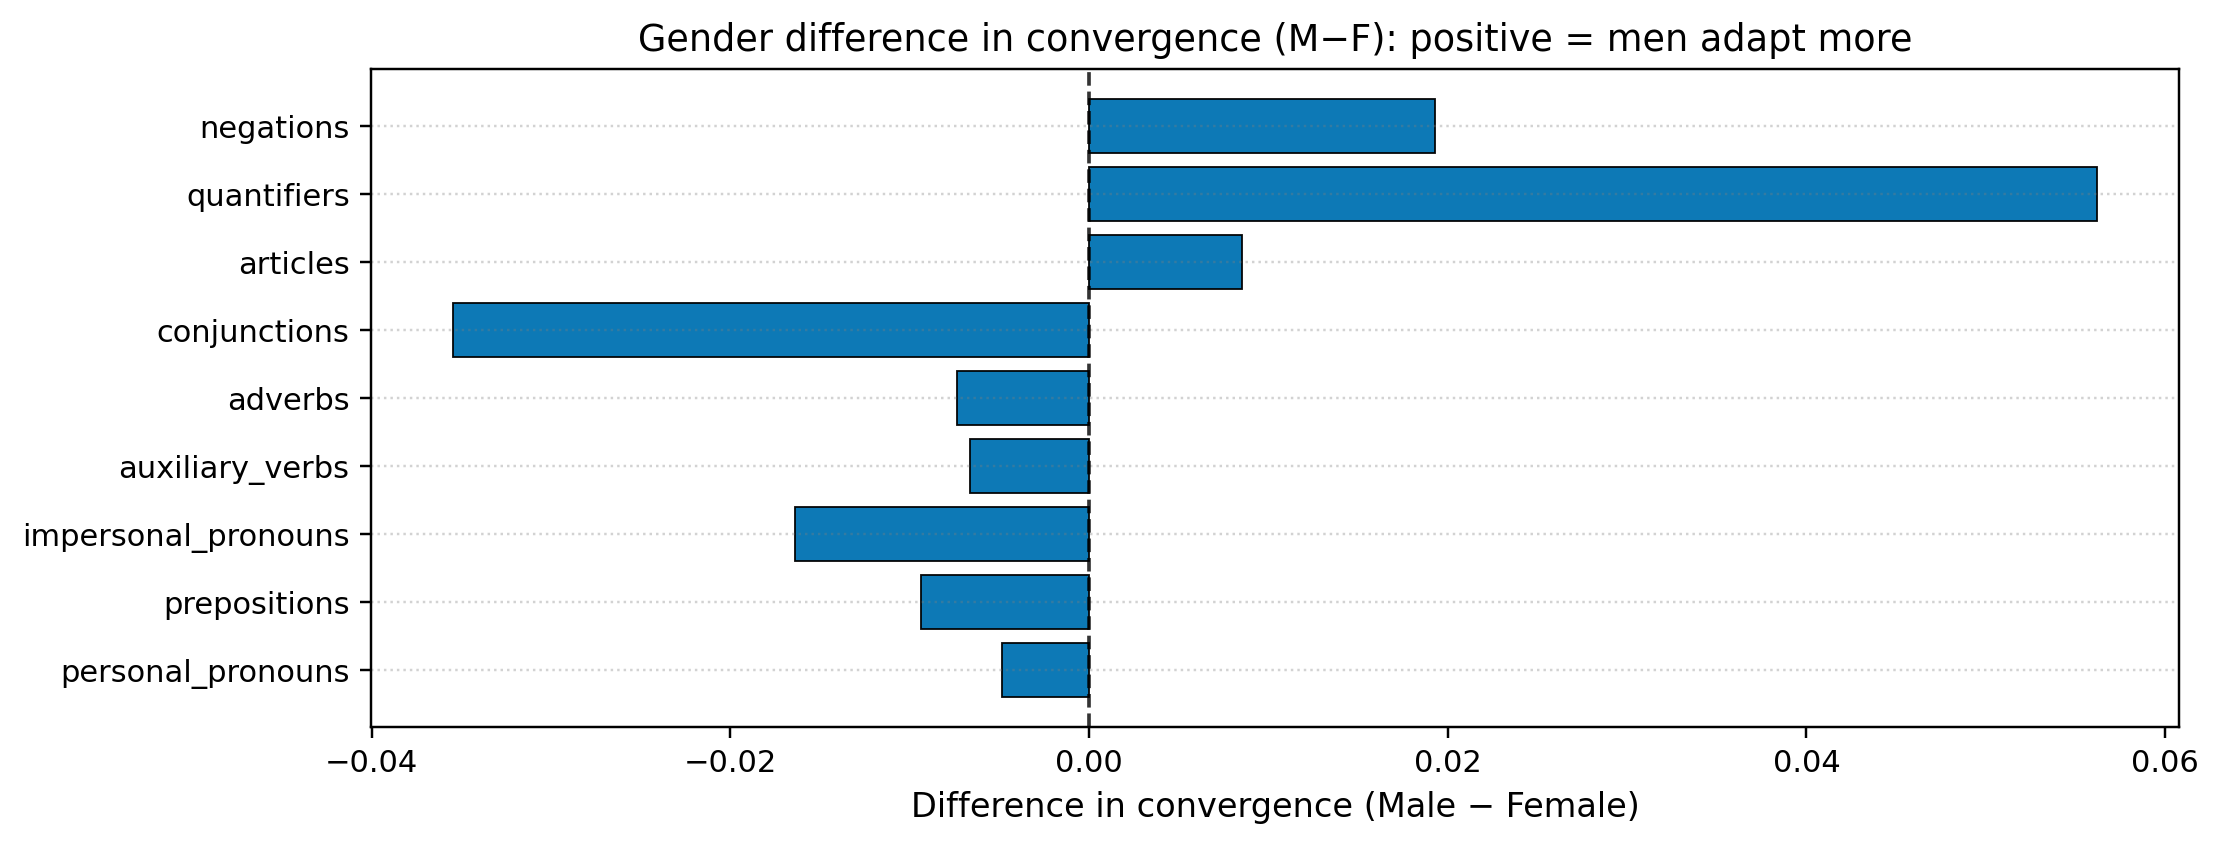 Gender difference in convergence (M−F): positive = men adapt more
negations
quantifiers
articles
conjunctions
adverbs
auxiliary_verbs
impersonal_pronouns
prepositions
personal_pronouns
−0.04 −0.02 0.00 0.02 0.04 0.06
Difference in convergence (Male − Female)